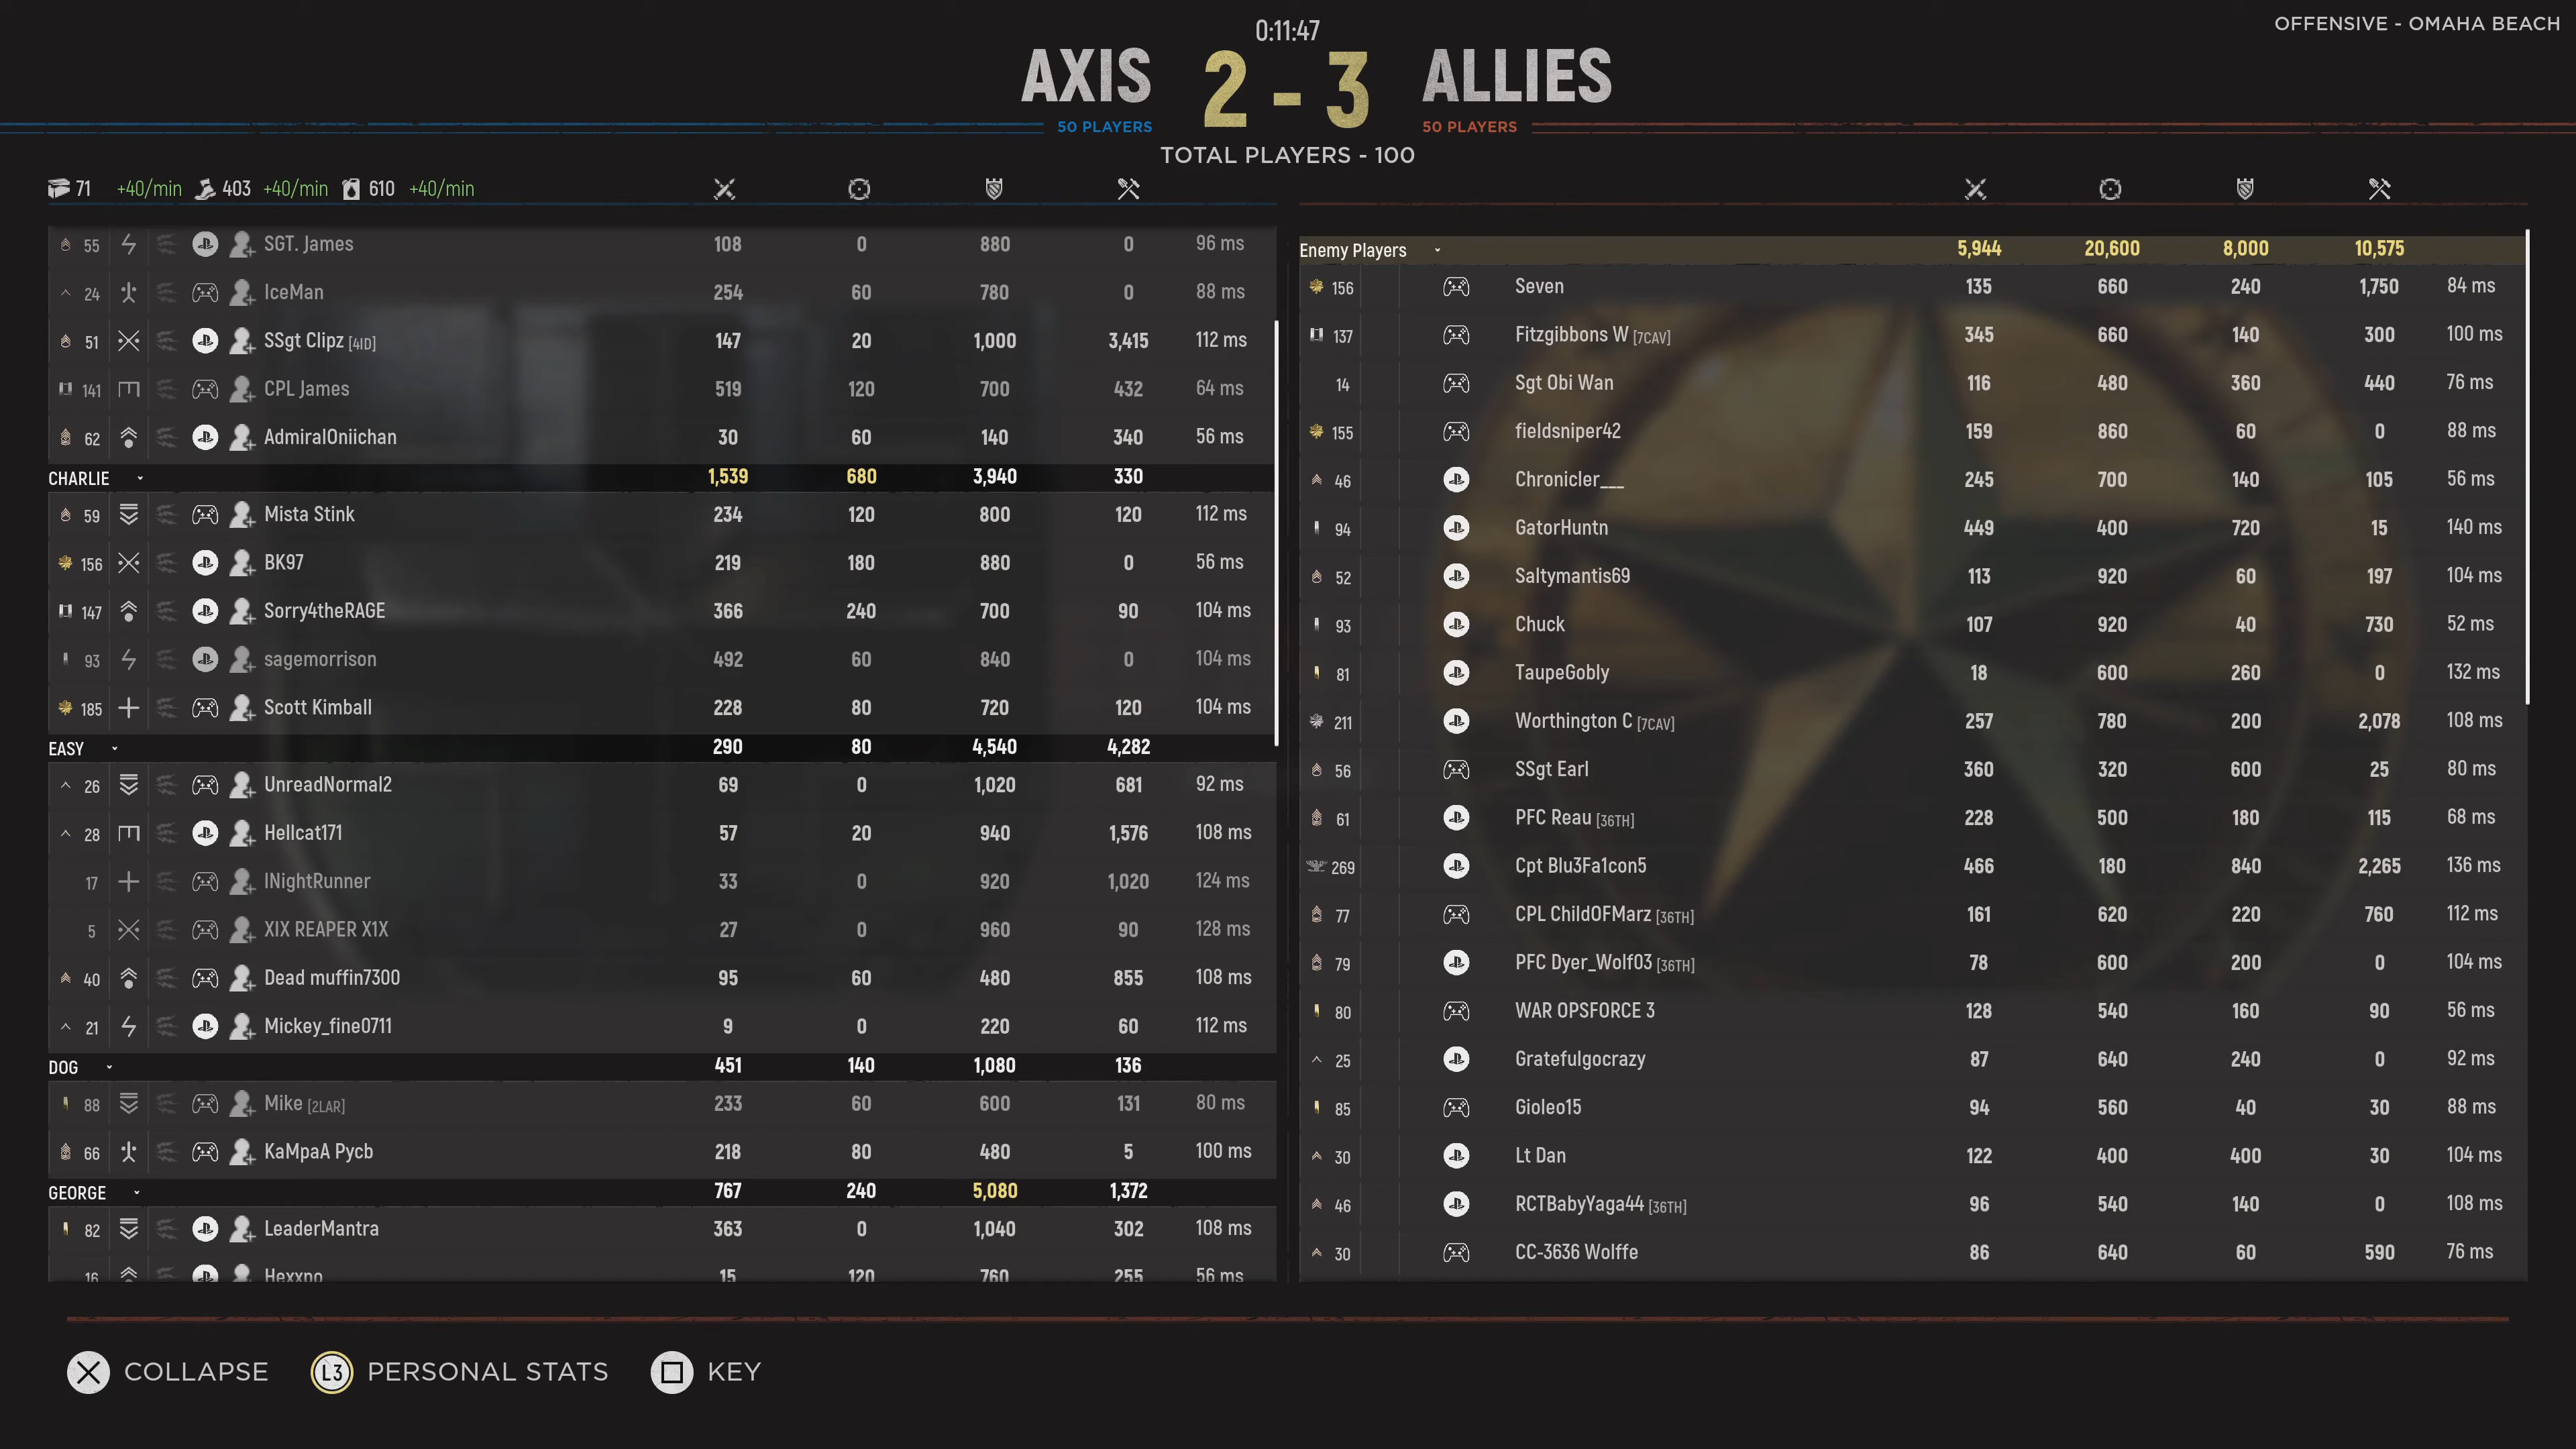 OFFENSIVE - OMAHA BEACH
0:11:47
AXIS 2 - 3 ALLIES
50 PLAYERS 50 PLAYERS
TOTAL PLAYERS - 100
71 +40/min 403 +40/min 610 +40/min
55 SGT. James 108 0 880 0 96 ms
24 IceMan 254 60 780 0 88 ms
51 SSgt Clipz [4ID] 147 20 1,000 3,415 112 ms
141 CPL James 519 120 700 432 64 ms
62 AdmiralOniichan 30 60 140 340 56 ms
CHARLIE 1,539 680 3,940 330
59 Mista Stink 234 120 800 120 112 ms
156 BK97 219 180 880 0 56 ms
147 Sorry4theRAGE 366 240 700 90 104 ms
93 sagemorrison 492 60 840 0 104 ms
185 Scott Kimball 228 80 720 120 104 ms
EASY 290 80 4,540 4,282
26 UnreadNormal2 69 0 1,020 681 92 ms
28 Hellcat171 57 20 940 1,576 108 ms
17 INightRunner 33 0 920 1,020 124 ms
5 XIX REAPER X1X 27 0 960 90 128 ms
40 Dead muffin7300 95 60 480 855 108 ms
21 Mickey_fine0711 9 0 220 60 112 ms
DOG 451 140 1,080 136
88 Mike [2LAR] 233 60 600 131 80 ms
66 KaMpaA Pycb 218 80 480 5 100 ms
GEORGE 767 240 5,080 1,372
82 LeaderMantra 363 0 1,040 302 108 ms
16 Hexxno 15 120 760 255 56 ms
Enemy Players 5,944 20,600 8,000 10,575
156 Seven 135 660 240 1,750 84 ms
137 Fitzgibbons W [7CAV] 345 660 140 300 100 ms
14 Sgt Obi Wan 116 480 360 440 76 ms
155 fieldsniper42 159 860 60 0 88 ms
46 Chronicler___ 245 700 140 105 56 ms
94 GatorHuntn 449 400 720 15 140 ms
52 Saltymantis69 113 920 60 197 104 ms
93 Chuck 107 920 40 730 52 ms
81 TaupeGobly 18 600 260 0 132 ms
211 Worthington C [7CAV] 257 780 200 2,078 108 ms
56 SSgt Earl 360 320 600 25 80 ms
61 PFC Reau [36TH] 228 500 180 115 68 ms
269 Cpt Blu3Fa1con5 466 180 840 2,265 136 ms
77 CPL ChildOFMarz [36TH] 161 620 220 760 112 ms
79 PFC Dyer_Wolf03 [36TH] 78 600 200 0 104 ms
80 WAR OPSFORCE 3 128 540 160 90 56 ms
25 Gratefulgocrazy 87 640 240 0 92 ms
85 Gioleo15 94 560 40 30 88 ms
30 Lt Dan 122 400 400 30 104 ms
46 RCTBabyYaga44 [36TH] 96 540 140 0 108 ms
30 CC-3636 Wolffe 86 640 60 590 76 ms
COLLAPSE L3 PERSONAL STATS KEY